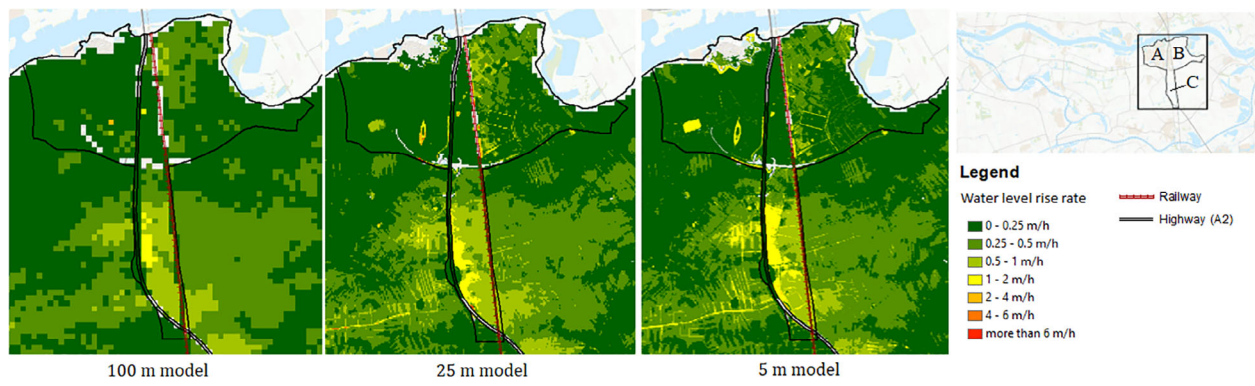 A B
C
Legend
Water level rise rate
0 - 0.25 m/h
0.25 - 0.5 m/h
0.5 - 1 m/h
1 - 2 m/h
2 - 4 m/h
4 - 6 m/h
more than 6 m/h
Railway
Highway (A2)
100 m model
25 m model
5 m model